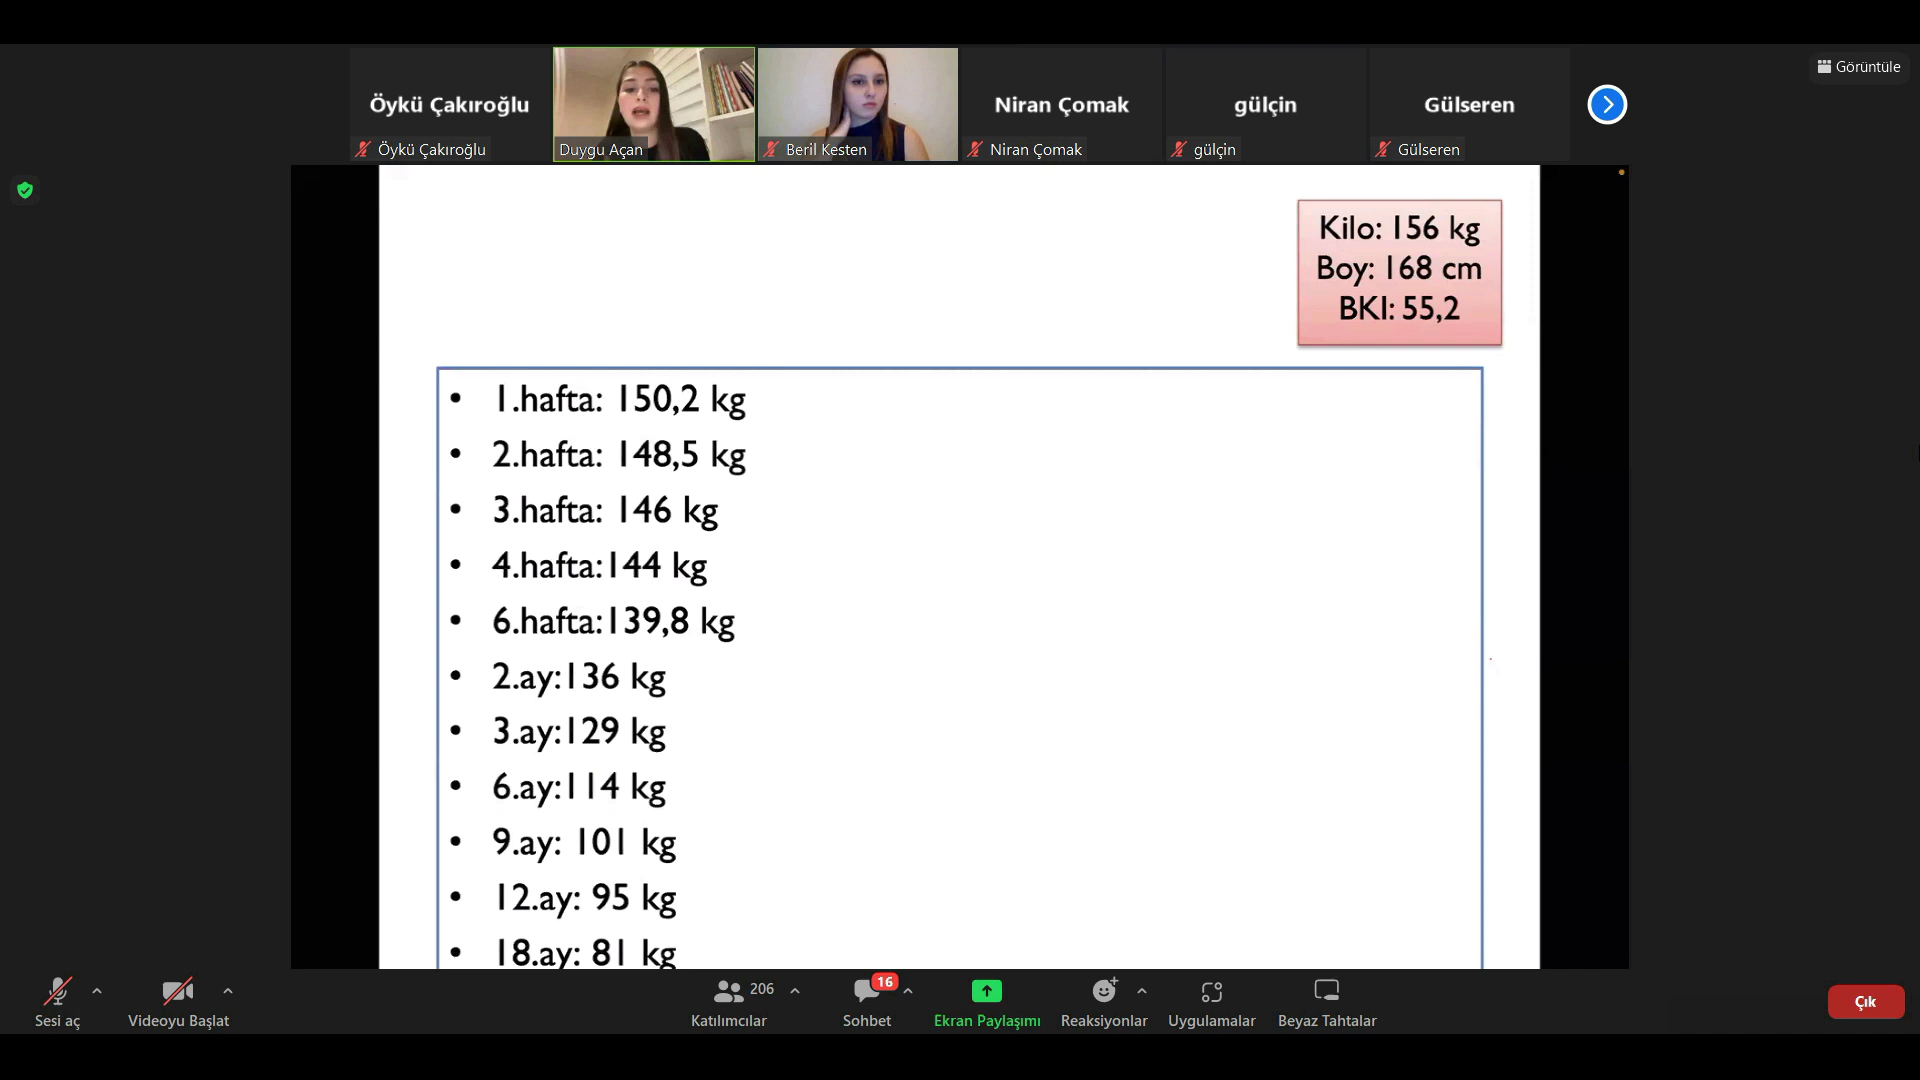 Görüntüle
Öykü Çakıroğlu
Niran Çomak
gülçin
Gülseren
Öykü Çakıroğlu
Duygu Açan
Beril Kesten
Niran Çomak
gülçin
Gülseren
Kilo: 156 kg
Boy: 168 cm
BKI: 55,2
• 1.hafta: 150,2 kg
• 2.hafta: 148,5 kg
• 3.hafta: 146 kg
• 4.hafta:144 kg
• 6.hafta:139,8 kg
• 2.ay:136 kg
• 3.ay:129 kg
• 6.ay:114 kg
• 9.ay: 101 kg
• 12.ay: 95 kg
• 18.ay: 81 kg
206
16
Sesi aç
Videoyu Başlat
Katılımcılar
Sohbet
Ekran Paylaşımı
Reaksiyonlar
Uygulamalar
Beyaz Tahtalar
Çık